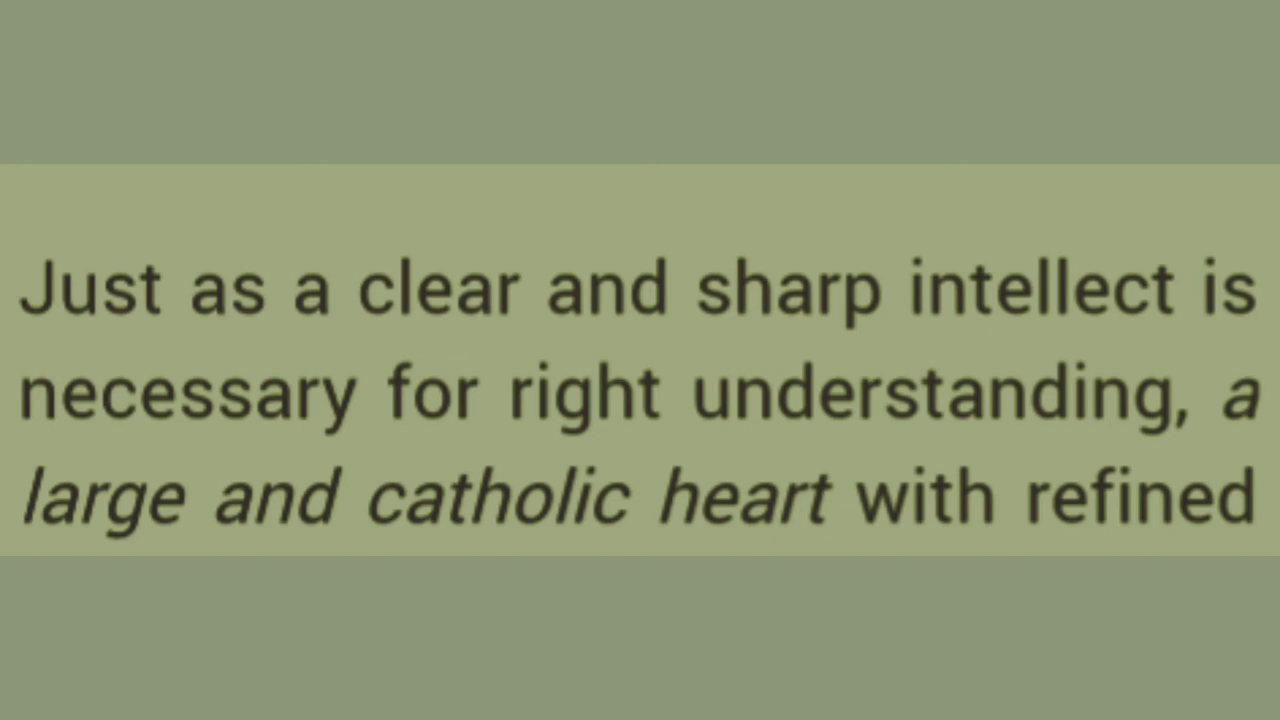 Just as a clear and sharp intellect is
necessary for right understanding, a
large and catholic heart with refined